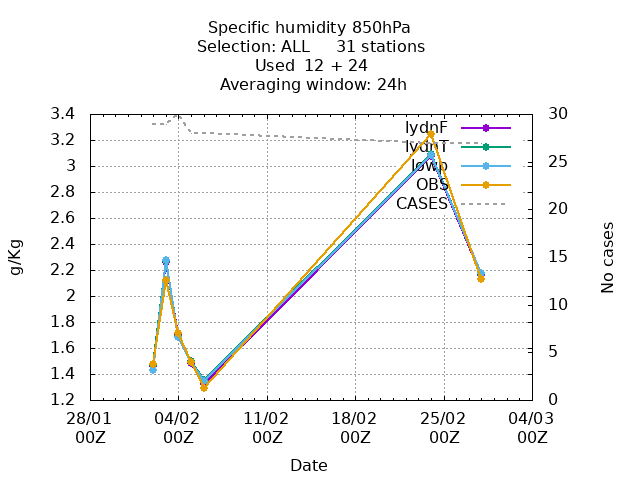 Specific humidity 850hPa
Selection: ALL 31 stations
Used 12 + 24
Averaging window: 24h
3.4
3.2
3
2.8
2.6
2.4
2.2
2
1.8
1.6
1.4
1.2
g/Kg
30
25
20
15
10
5
0
No cases
lydnF
lydnT
lowp
OBS
CASES
28/01 04/02 11/02 18/02 25/02 04/03
00Z 00Z 00Z 00Z 00Z 00Z
Date